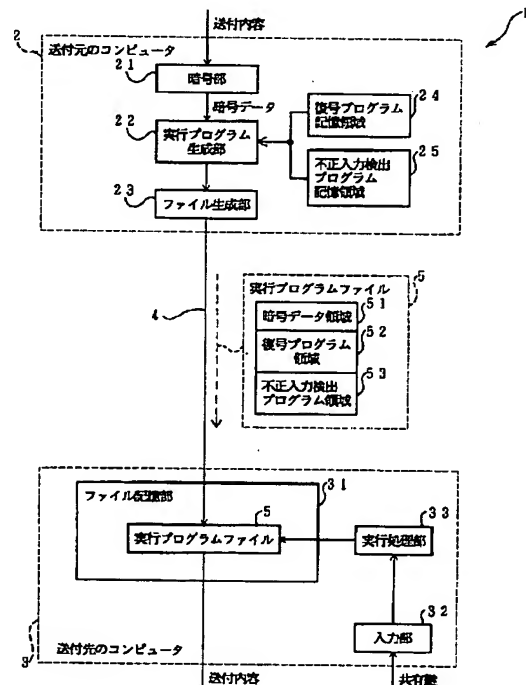 送付内容
1
2
送付元のコンピュータ
21
暗号部
暗号データ
22
実行プログラム
生成部
24
復号プログラム
記憶領域
25
不正入力検出
プログラム
記憶領域
23
ファイル生成部
4
5
実行プログラムファイル
51
暗号データ領域
52
復号プログラム
領域
53
不正入力検出
プログラム領域
31
ファイル記憶部
5
実行プログラムファイル
33
実行処理部
32
入力部
3
送付先のコンピュータ
送付内容
共有鍵